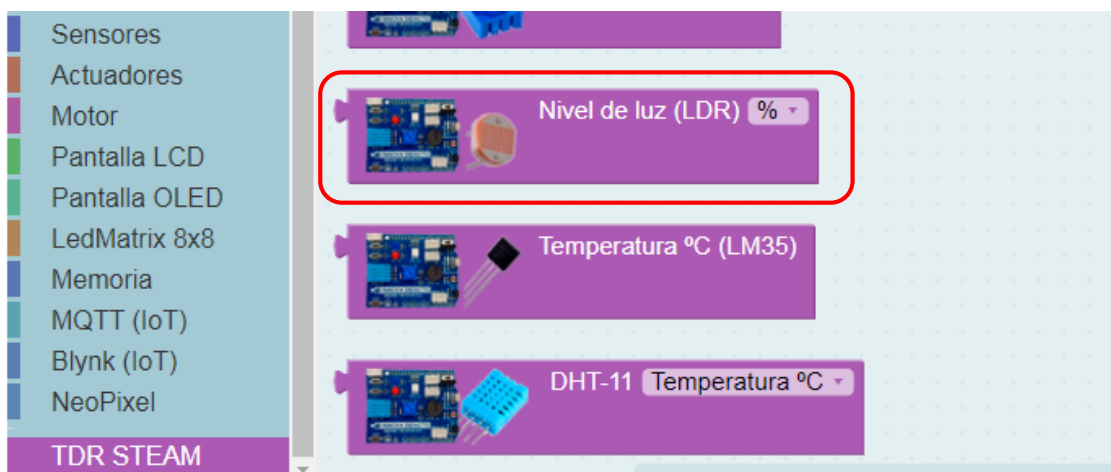 Sensores
Actuadores
Motor
Pantalla LCD
Pantalla OLED
LedMatrix 8x8
Memoria
MQTT (IoT)
Blynk (IoT)
NeoPixel
TDR STEAM
Nivel de luz (LDR) %
Temperatura ºC (LM35)
DHT-11 Temperatura ºC